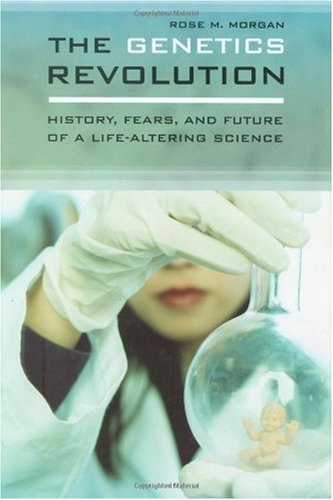 ROSE M. MORGAN
THE GENETICS
REVOLUTION
HISTORY, FEARS, AND FUTURE
OF A LIFE-ALTERING SCIENCE